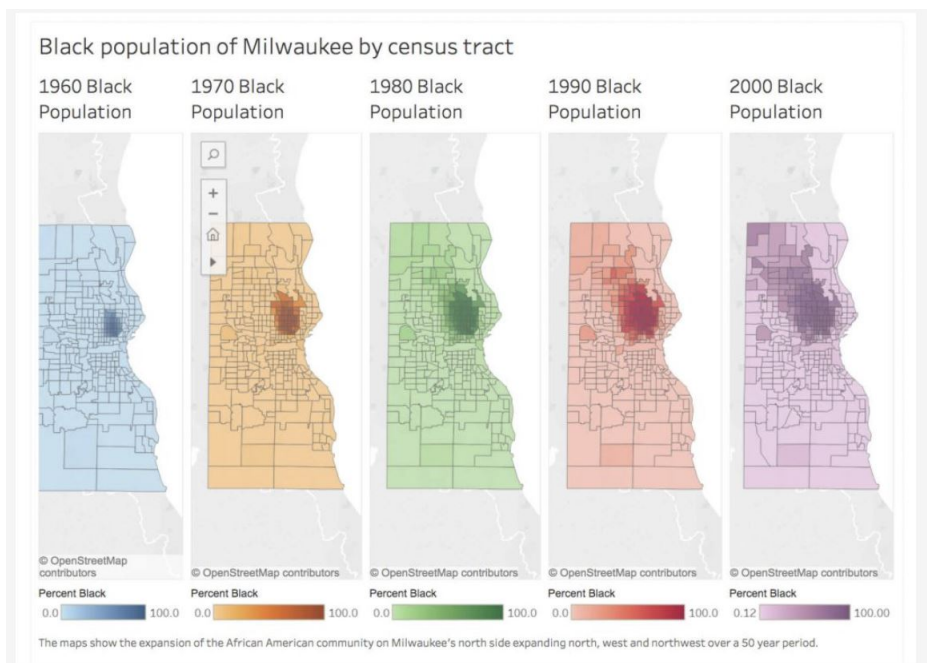 Black population of Milwaukee by census tract
1960 Black
Population
1970 Black
Population
1980 Black
Population
1990 Black
Population
2000 Black
Population
© OpenStreetMap
contributors
© OpenStreetMap contributors
© OpenStreetMap contributors
© OpenStreetMap contributors
© OpenStreetMap contributors
Percent Black
0.0 100.0
Percent Black
0.0 100.0
Percent Black
0.0 100.0
Percent Black
0.0 100.0
Percent Black
0.12 100.00
The maps show the expansion of the African American community on Milwaukee's north side expanding north, west and northwest over a 50 year period.